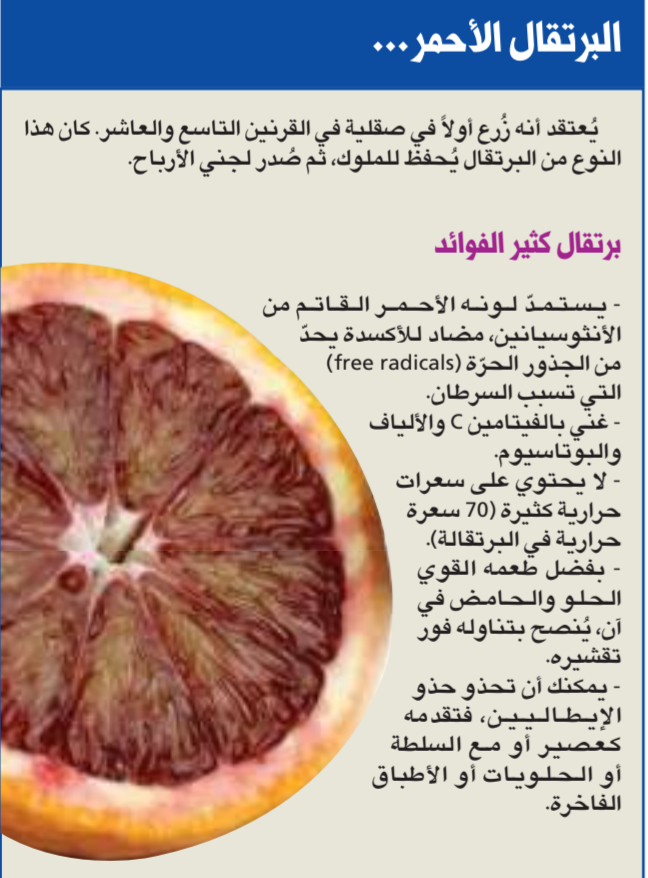 البرتقال الأحمر...
يُعتقد أنه زُرع أولاً في صقلية في القرنين التاسع والعاشر. كان هذا
النوع من البرتقال يُحفظ للملوك، ثم صُدر لجني الأرباح.
برتقال كثير الفوائد
- يستمدّ لونه الأحمر القاتم من
الأنثوسيانين، مضاد للأكسدة يحدّ
من الجذور الحرّة (free radicals)
التي تسبب السرطان.
- غني بالفيتامين C والألياف
والبوتاسيوم.
- لا يحتوي على سعرات
حرارية كثيرة (70 سعرة
حرارية في البرتقالة).
- بفضل طعمه القوي
الحلو والحامض في
آن، يُنصح بتناوله فور
تقشيره.
- يمكنك أن تحذو حذو
الإيطاليين، فتقدمه
كعصير أو مع السلطة
أو الحلويات أو الأطباق
الفاخرة.